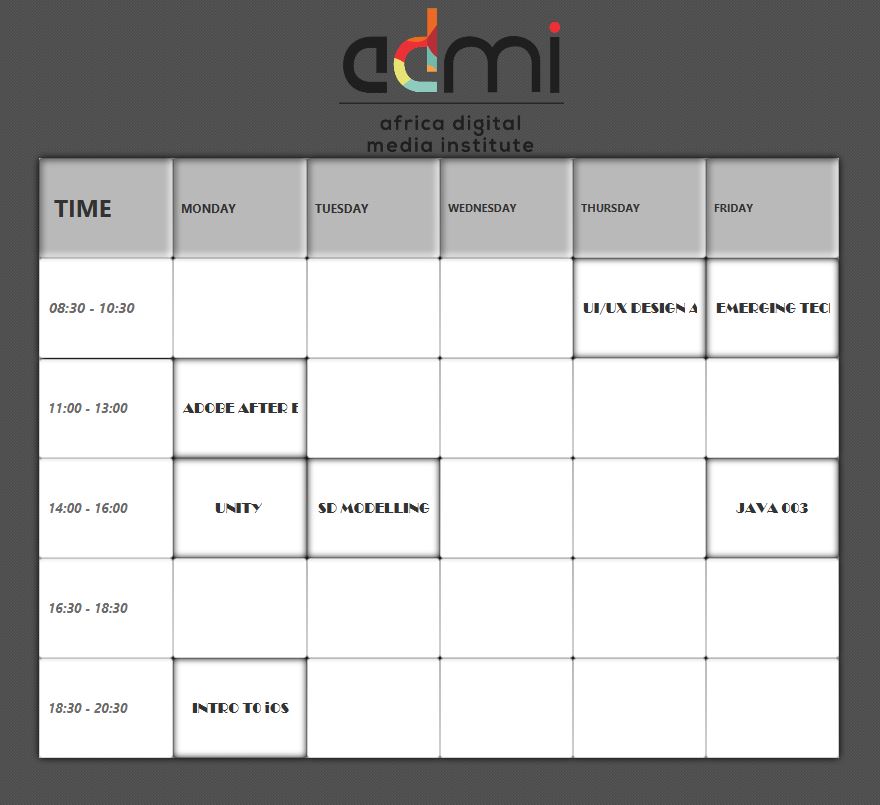 admi
africa digital
media institute
TIME MONDAY TUESDAY WEDNESDAY THURSDAY FRIDAY
08:30 - 10:30 UI/UX DESIGN A EMERGING TEC
11:00 - 13:00 ADOBE AFTER E
14:00 - 16:00 UNITY SD MODELLING JAVA 003
16:30 - 18:30
18:30 - 20:30 INTRO TO iOS